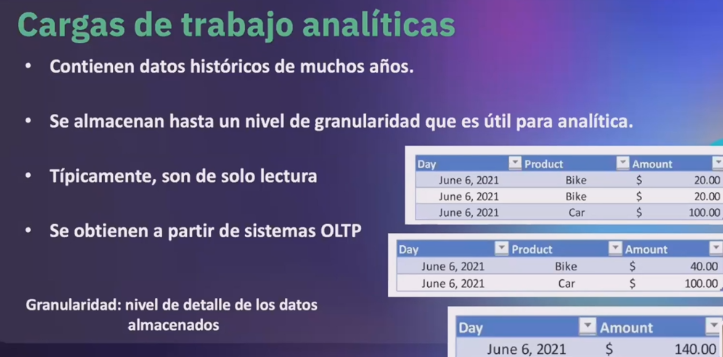 Cargas de trabajo analíticas
• Contienen datos históricos de muchos años.
• Se almacenan hasta un nivel de granularidad que es útil para analítica.
• Típicamente, son de solo lectura
• Se obtienen a partir de sistemas OLTP
Granularidad: nivel de detalle de los datos
almacenados
Day Product Amount
June 6, 2021 Bike $ 20.00
June 6, 2021 Bike $ 20.00
June 6, 2021 Car $ 100.00
Day Product Amount
June 6, 2021 Bike $ 40.00
June 6, 2021 Car $ 100.00
Day Amount
June 6, 2021 $ 140.00